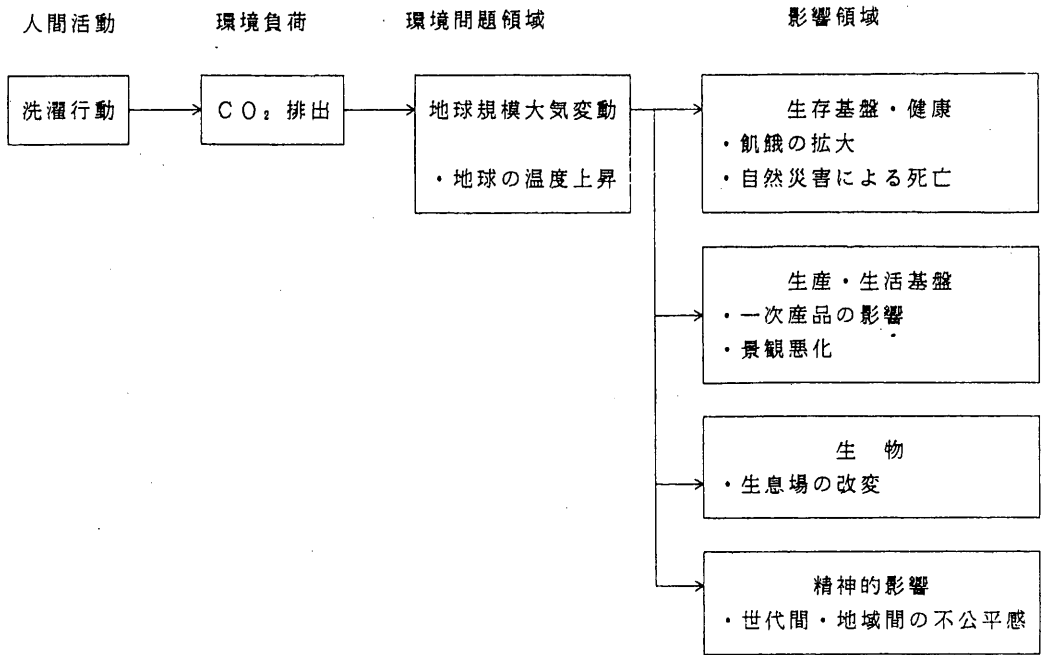 人間活動
環境負荷
環境問題領域
影響領域
洗濯行動
CO₂排出
地球規模大気変動
・地球の温度上昇
生存基盤・健康
・飢餓の拡大
・自然災害による死亡
生産・生活基盤
・一次産品の影響
・景観悪化
生 物
・生息場の改変
精神的影響
・世代間・地域間の不公平感